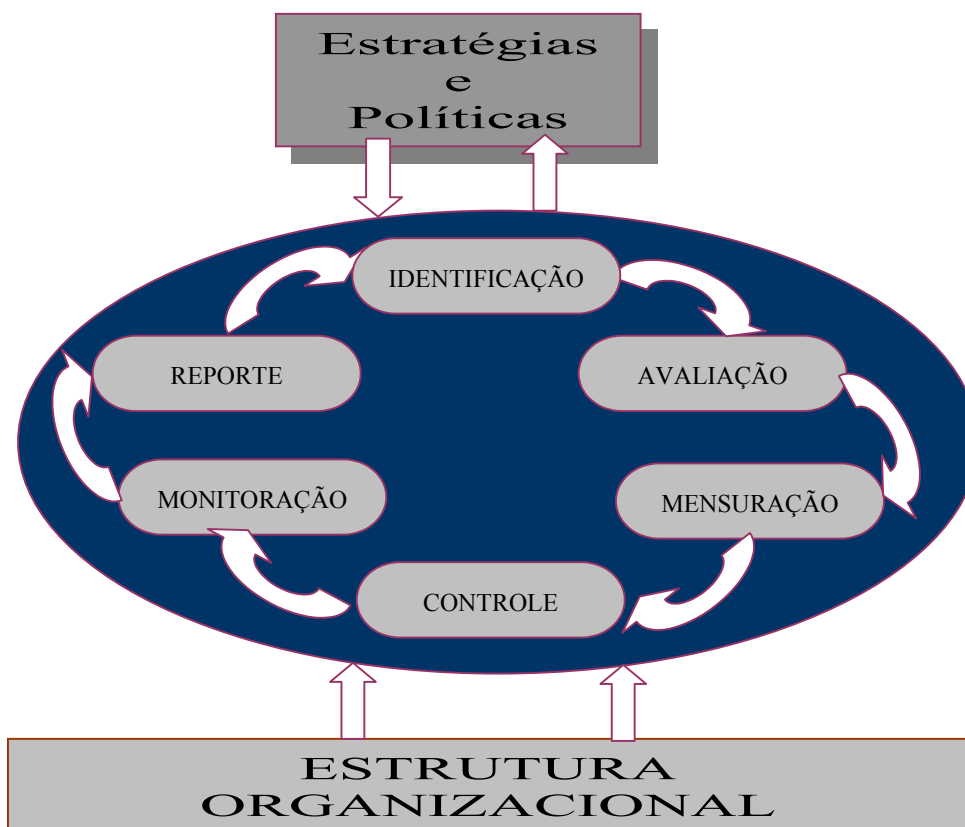 Estratégias
e
Políticas
IDENTIFICAÇÃO
REPORTE
AVALIAÇÃO
MONITORAÇÃO
MENSURAÇÃO
CONTROLE
ESTRUTURA
ORGANIZACIONAL